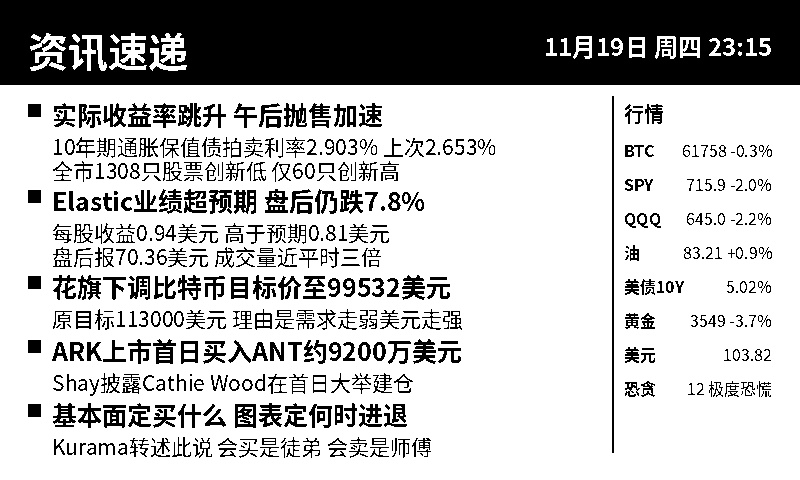 资讯速递
11月19日 周四 23:15
■ 实际收益率跳升 午后抛售加速
10年期通胀保值债拍卖利率2.903% 上次2.653%
全市1308只股票创新低 仅60只创新高
■ Elastic业绩超预期 盘后仍跌7.8%
每股收益0.94美元 高于预期0.81美元
盘后报70.36美元 成交量近平时三倍
■ 花旗下调比特币目标价至99532美元
原目标113000美元 理由是需求走弱美元走强
■ ARK上市首日买入ANT约9200万美元
Shay披露Cathie Wood在首日大举建仓
■ 基本面定买什么 图表定何时进退
Kurama转述此说 会买是徒弟 会卖是师傅
行情
BTC 61758 -0.3%
SPY 715.9 -2.0%
QQQ 645.0 -2.2%
油 83.21 +0.9%
美债10Y 5.02%
黄金 3549 -3.7%
美元 103.82
恐贪 12 极度恐慌